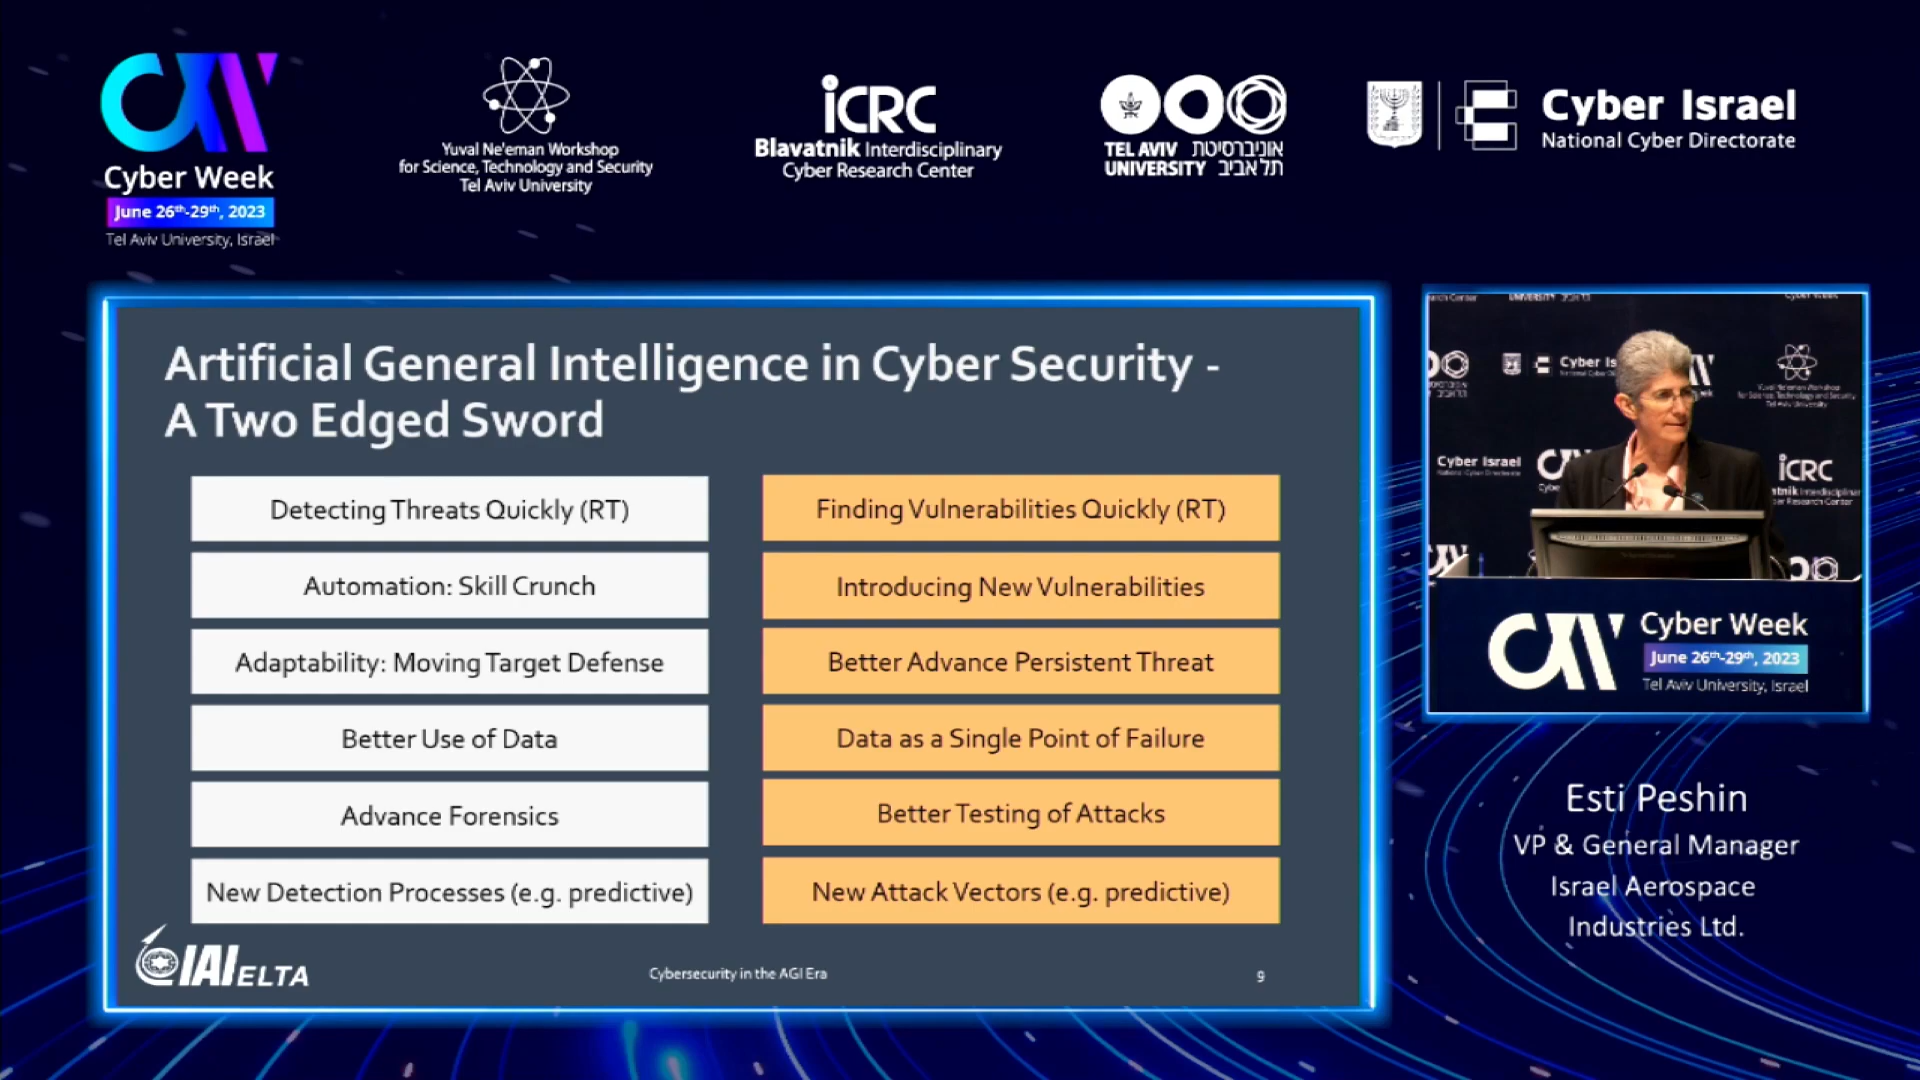 Cyber Week
June 26th-29th, 2023
Tel Aviv University, Israel
Yuval Ne'eman Workshop
for Science, Technology and Security
Tel Aviv University
iCRC
Blavatnik Interdisciplinary
Cyber Research Center
TEL AVIV אוניברסיטת
UNIVERSITY תל אביב
Cyber Israel
National Cyber Directorate
Artificial General Intelligence in Cyber Security -
A Two Edged Sword
Detecting Threats Quickly (RT)
Finding Vulnerabilities Quickly (RT)
Automation: Skill Crunch
Introducing New Vulnerabilities
Adaptability: Moving Target Defense
Better Advance Persistent Threat
Better Use of Data
Data as a Single Point of Failure
Advance Forensics
Better Testing of Attacks
New Detection Processes (e.g. predictive)
New Attack Vectors (e.g. predictive)
IAI ELTA
Cybersecurity in the AGI Era
9
Cyber Israel
iCRC
Cyber Week
June 26th-29th, 2023
Tel Aviv University, Israel
Esti Peshin
VP & General Manager
Israel Aerospace
Industries Ltd.